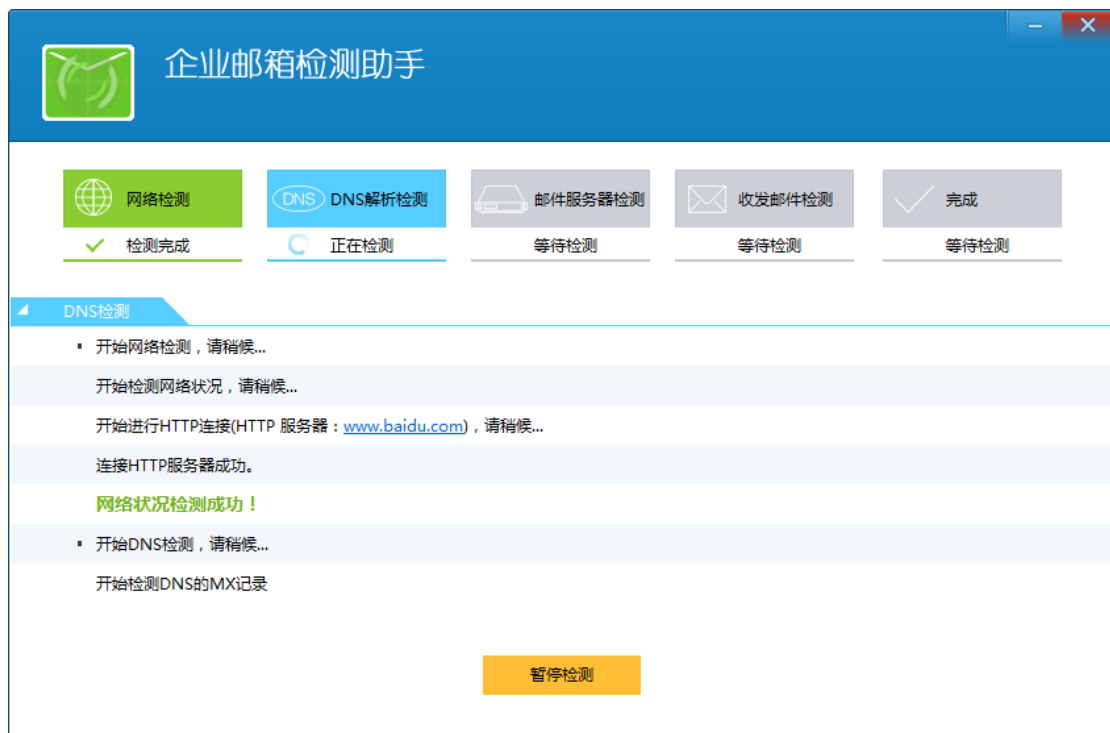 企业邮箱检测助手
网络检测
DNS
DNS解析检测
邮件服务器检测
收发邮件检测
完成
检测完成
正在检测
等待检测
等待检测
等待检测
DNS检测
▪ 开始网络检测，请稍候...
开始检测网络状况，请稍候...
开始进行HTTP连接(HTTP 服务器：www.baidu.com)，请稍候...
连接HTTP服务器成功。
网络状况检测成功！
▪ 开始DNS检测，请稍候...
开始检测DNS的MX记录
暂停检测